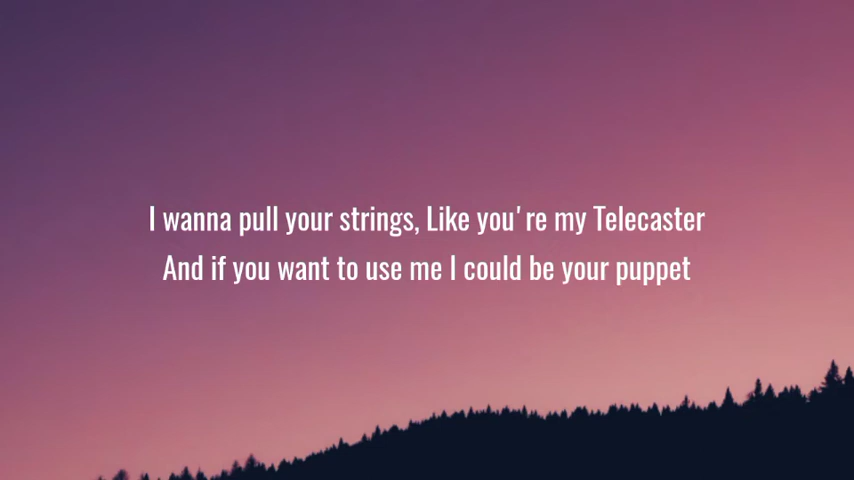 I wanna pull your strings, Like you're my Telecaster
And if you want to use me I could be your puppet